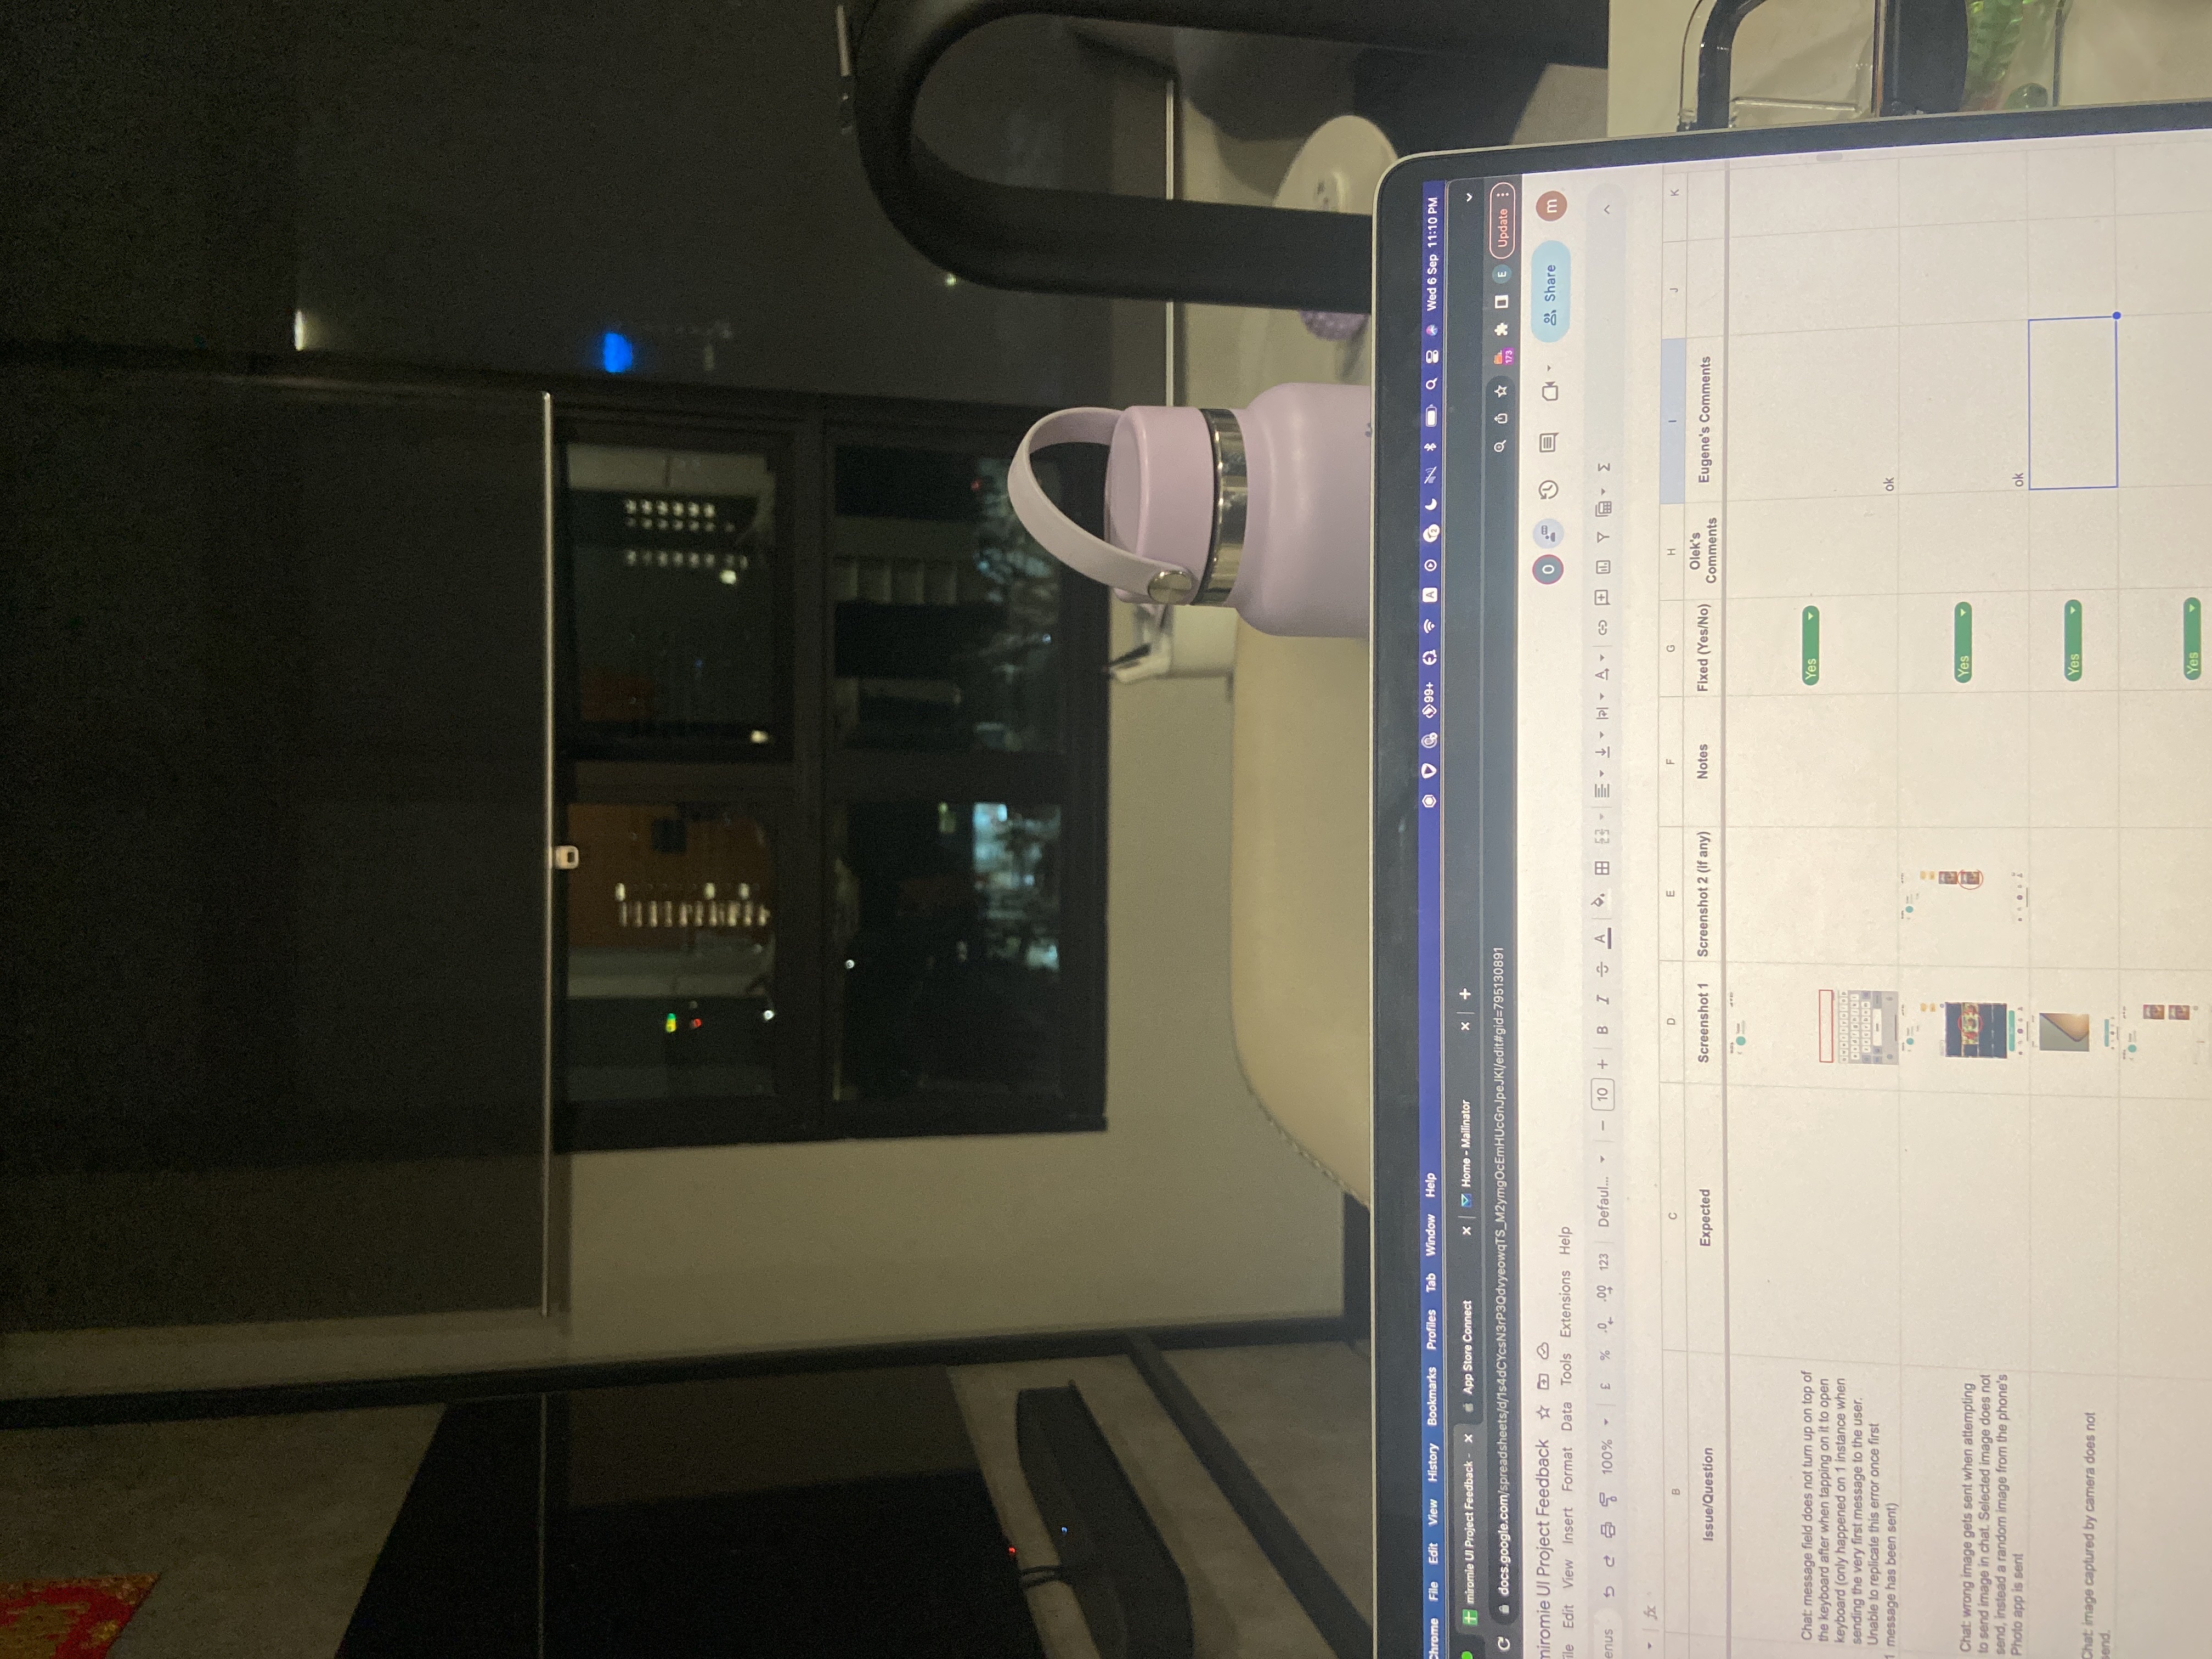 Chrome File Edit View History Bookmarks Profiles Tab Window Help 99+ A Wed 6 Sep 11:10 PM
miromie UI Project Feedback - App Store Connect Home - Mailinator
docs.google.com/spreadsheets/d/1s4dCYcsN3rP3QdvyeowqTS_M2ymgOcEmHUcGnJpeJKI/edit#gid=795130891 173 E Update
miromie UI Project Feedback O Share m
File Edit View Insert Format Data Tools Extensions Help
enus 100% £ % .0 .00 123 Defaul... − 10 + B I A
fx
B C D E F G H I J K
Issue/Question Expected Screenshot 1 Screenshot 2 (if any) Notes Fixed (Yes/No) Olek's Comments Eugene's Comments
Chat: message field does not turn up on top of
the keyboard after when tapping on it to open
keyboard (only happened on 1 instance when
sending the very first message to the user.
Unable to replicate this error once first
1 message has been sent)
Yes
ok
Chat: wrong image gets sent when attempting
to send image in chat. Selected image does not
send, instead a random image from the phone's
Photo app is sent
Yes
ok
Chat: image captured by camera does not
send.
Yes
Yes